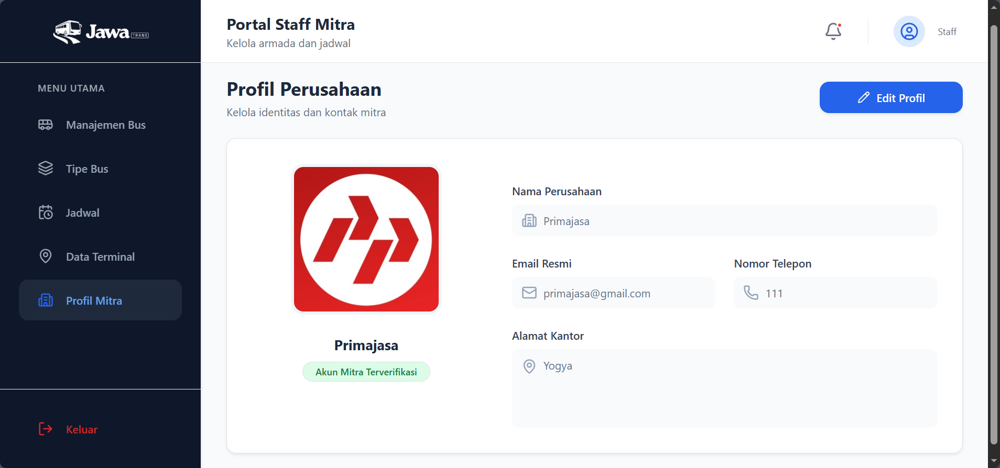 Jawa TRANS
MENU UTAMA
Manajemen Bus
Tipe Bus
Jadwal
Data Terminal
Profil Mitra
Keluar
Portal Staff Mitra
Kelola armada dan jadwal
Staff
Profil Perusahaan
Kelola identitas dan kontak mitra
Edit Profil
Primajasa
Akun Mitra Terverifikasi
Nama Perusahaan
Primajasa
Email Resmi
primajasa@gmail.com
Nomor Telepon
111
Alamat Kantor
Yogya